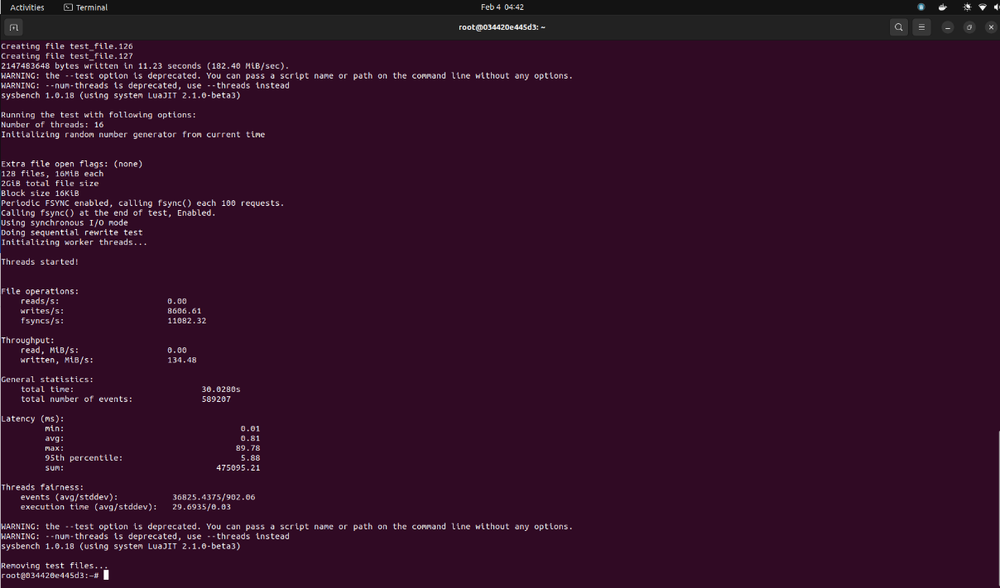 Activities Terminal Feb 4 04:42
root@034420e445d3: ~
Creating file test_file.126
Creating file test_file.127
2147483648 bytes written in 11.23 seconds (182.40 MiB/sec).
WARNING: the --test option is deprecated. You can pass a script name or path on the command line without any options.
WARNING: --num-threads is deprecated, use --threads instead
sysbench 1.0.18 (using system LuaJIT 2.1.0-beta3)
Running the test with following options:
Number of threads: 16
Initializing random number generator from current time
Extra file open flags: (none)
128 files, 16MiB each
2GiB total file size
Block size 16KiB
Periodic FSYNC enabled, calling fsync() each 100 requests.
Calling fsync() at the end of test, Enabled.
Using synchronous I/O mode
Doing sequential rewrite test
Initializing worker threads...
Threads started!
File operations:
reads/s: 0.00
writes/s: 8606.61
fsyncs/s: 11082.32
Throughput:
read, MiB/s: 0.00
written, MiB/s: 134.48
General statistics:
total time: 30.0280s
total number of events: 589207
Latency (ms):
min: 0.01
avg: 0.81
max: 89.78
95th percentile: 5.88
sum: 475095.21
Threads fairness:
events (avg/stddev): 36825.4375/902.06
execution time (avg/stddev): 29.6935/0.03
WARNING: the --test option is deprecated. You can pass a script name or path on the command line without any options.
WARNING: --num-threads is deprecated, use --threads instead
sysbench 1.0.18 (using system LuaJIT 2.1.0-beta3)
Removing test files...
root@034420e445d3:~#